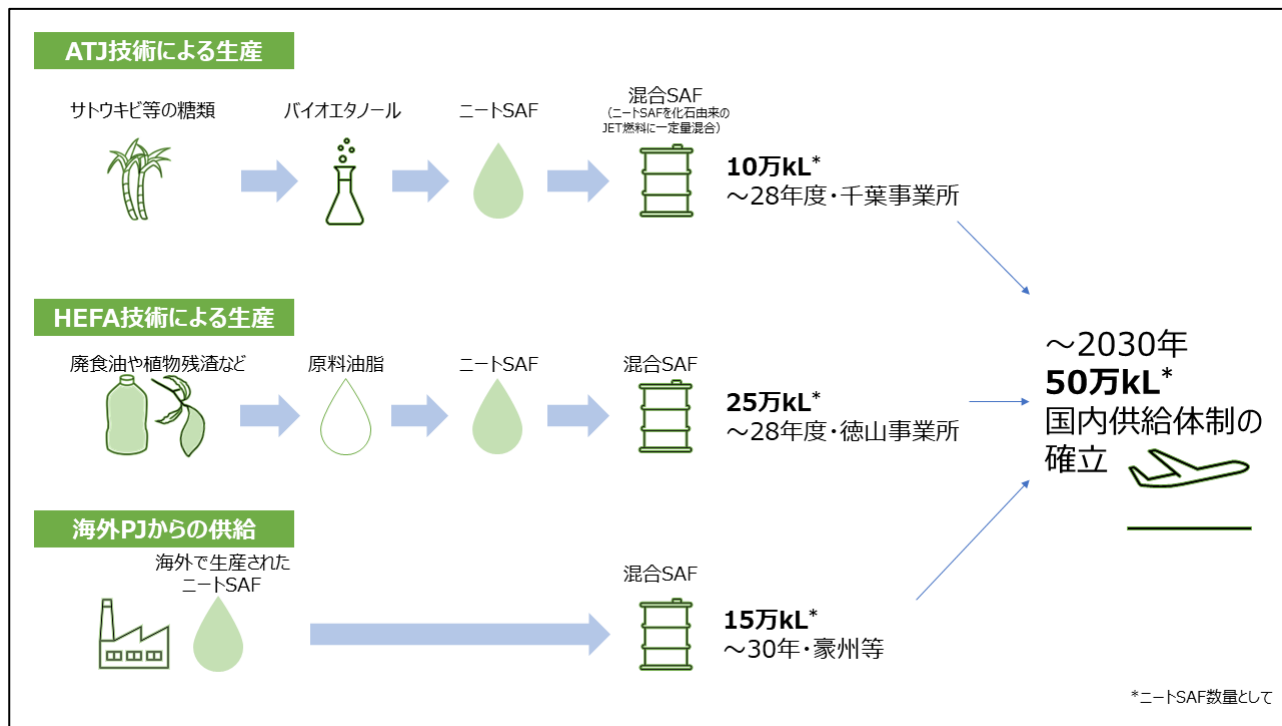 ATJ技術による生産
サトウキビ等の糖類
バイオエタノール
ニートSAF
混合SAF
（ニートSAFを化石由来の
JET燃料に一定量混合）
10万kL*
～28年度・千葉事業所
HEFA技術による生産
廃食油や植物残渣など
原料油脂
ニートSAF
混合SAF
25万kL*
～28年度・徳山事業所
～2030年
50万kL*
国内供給体制の
確立
海外PJからの供給
海外で生産された
ニートSAF
混合SAF
15万kL*
～30年・豪州等
*ニートSAF数量として